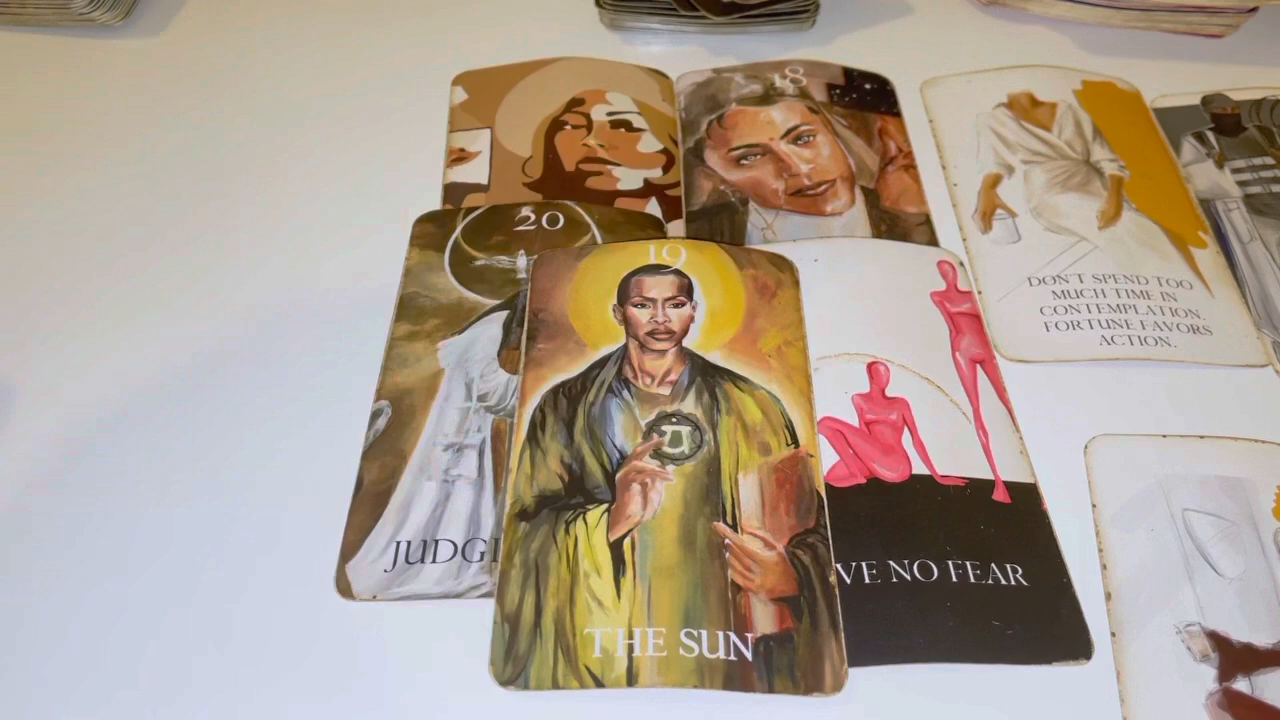 18
20
19
DON'T SPEND TOO
MUCH TIME IN
CONTEMPLATION.
FORTUNE FAVORS
ACTION.
JUDG
VE NO FEAR
THE SUN